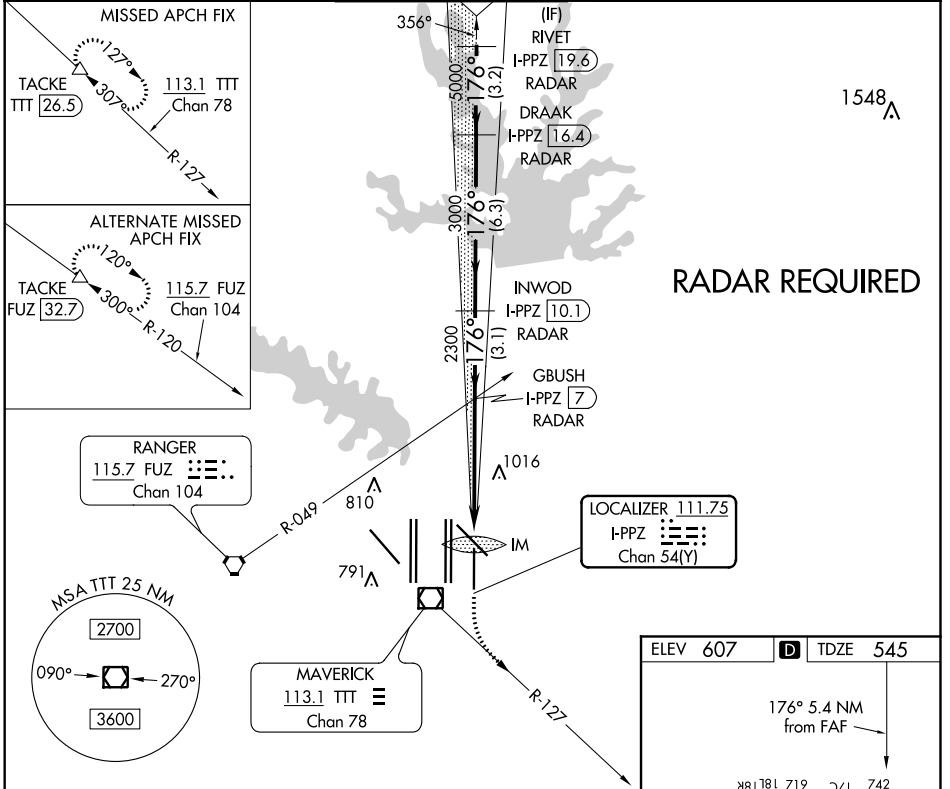 MISSED APCH FIX
127°
TACKE
TTT 26.5
307°
113.1 TTT
Chan 78
R-127
ALTERNATE MISSED
APCH FIX
120°
TACKE
FUZ 32.7
300°
115.7 FUZ
Chan 104
R-120
356°
(IF)
RIVET
I-PPZ 19.6
RADAR
5000
176°
(3.2)
DRAAK
I-PPZ 16.4
RADAR
1548
3000
176°
(6.3)
RADAR REQUIRED
INWOD
I-PPZ 10.1
RADAR
2300
176°
(3.1)
GBUSH
I-PPZ 7
RADAR
RANGER
115.7 FUZ
Chan 104
R-049
810
1016
791
IM
LOCALIZER 111.75
I-PPZ
Chan 54(Y)
MSA TTT 25 NM
2700
090°
270°
3600
MAVERICK
113.1 TTT
Chan 78
R-127
ELEV 607
D
TDZE 545
176° 5.4 NM
from FAF
18R
18L
719
17C
742